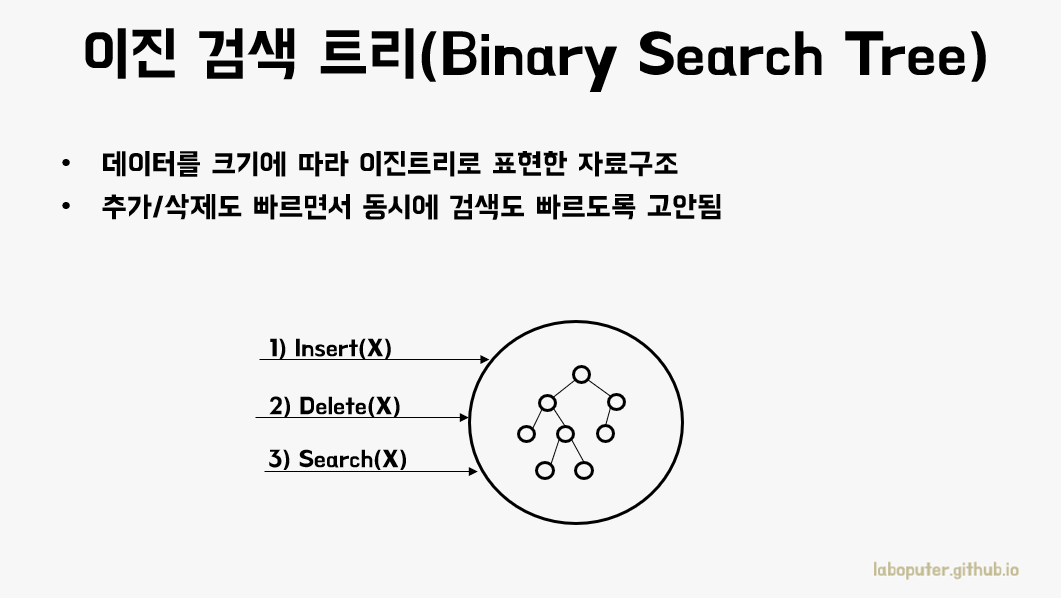 이진 검색 트리(Binary Search Tree)
• 데이터를 크기에 따라 이진트리로 표현한 자료구조
• 추가/삭제도 빠르면서 동시에 검색도 빠르도록 고안됨
1) Insert(X)
2) Delete(X)
3) Search(X)
laboputer.github.io